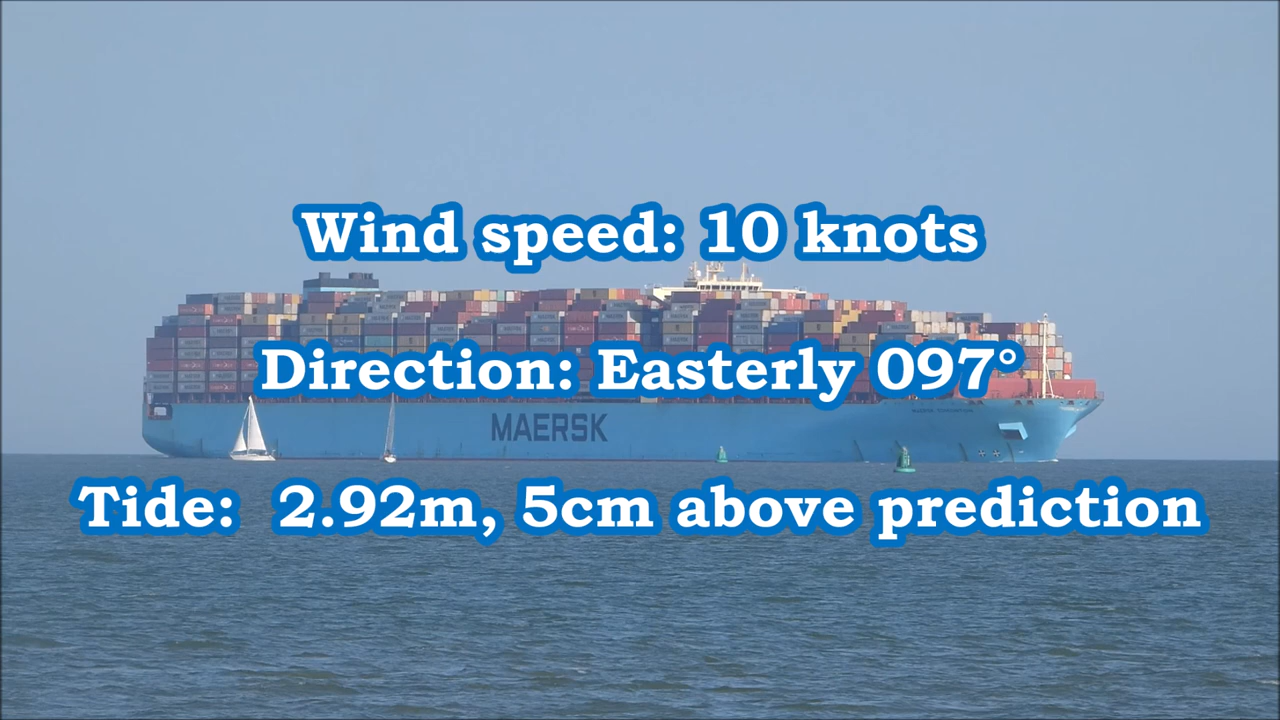 Wind speed: 10 knots
Direction: Easterly 097°
MAERSK
Tide: 2.92m, 5cm above prediction